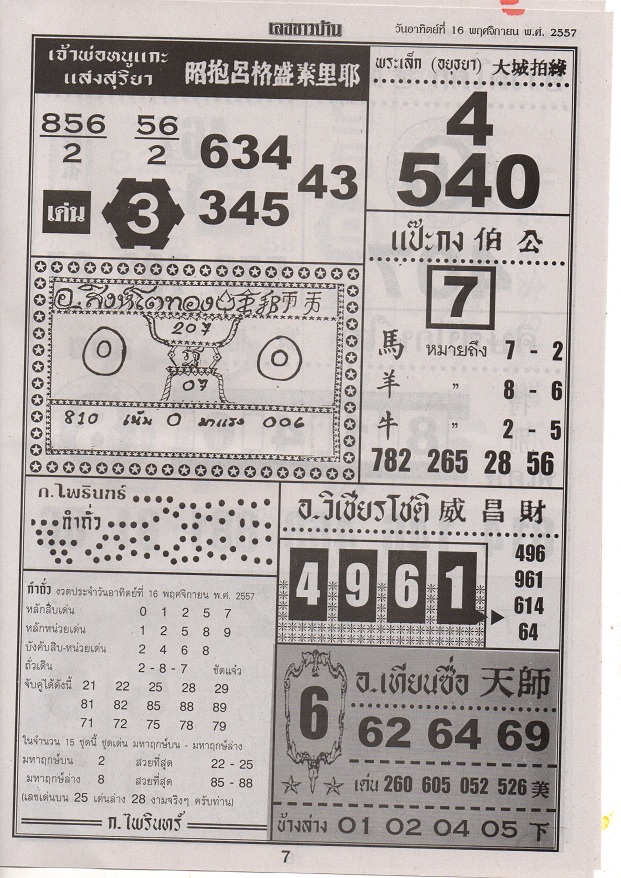 เลขชาวบ้าน
วันอาทิตย์ที่ 16 พฤศจิกายน พ.ศ. 2557
เจ้าพ่อหนูแกะ
แสงสุริยา
昭抱呂格盛素里耶
856
2
56
2
634
43
เด่น
3
345
พระเล็ก (อยุธยา) 大城拍綠
4
540
แป๊ะกง 伯公
7
馬 หมายถึง 7 - 2
羊 " 8 - 6
牛 " 2 - 5
782 265 28 56
อ.สิงห์โตทอง
207
0
0
07
810 เน้น 0 มาแรง 006
ก.ไพรินทร์
กำถั่ว
กำถั่ว งวดประจำวันอาทิตย์ที่ 16 พฤศจิกายน พ.ศ. 2557
หลักสิบเด่น 0 1 2 5 7
หลักหน่วยเด่น 1 2 5 8 9
บังคับสิบ-หน่วยเด่น 2 4 6 8
ถั่วเดิน 2-8-7 ชัดแจ๋ว
จับคู่ได้ดังนี้ 21 22 25 28 29
81 82 85 88 89
71 72 75 78 79
ในจำนวน 15 ชุดนี้ ชุดเด่น มหาฤกษ์บน - มหาฤกษ์ล่าง
มหาฤกษ์บน 2 สวยที่สุด 22 - 25
มหาฤกษ์ล่าง 8 สวยที่สุด 85 - 88
(เลขเด่นบน 25 เด่นล่าง 28 งามจริงๆ ครับท่าน)
ก.ไพรินทร์
อ.วิเชียรโชติ 威昌財
4 9 6 1
496
961
614
64
6
อ.เทียนซือ 天師
62 64 69
เด่น 260 605 052 526 美
ข้างล่าง 01 02 04 05 下
7